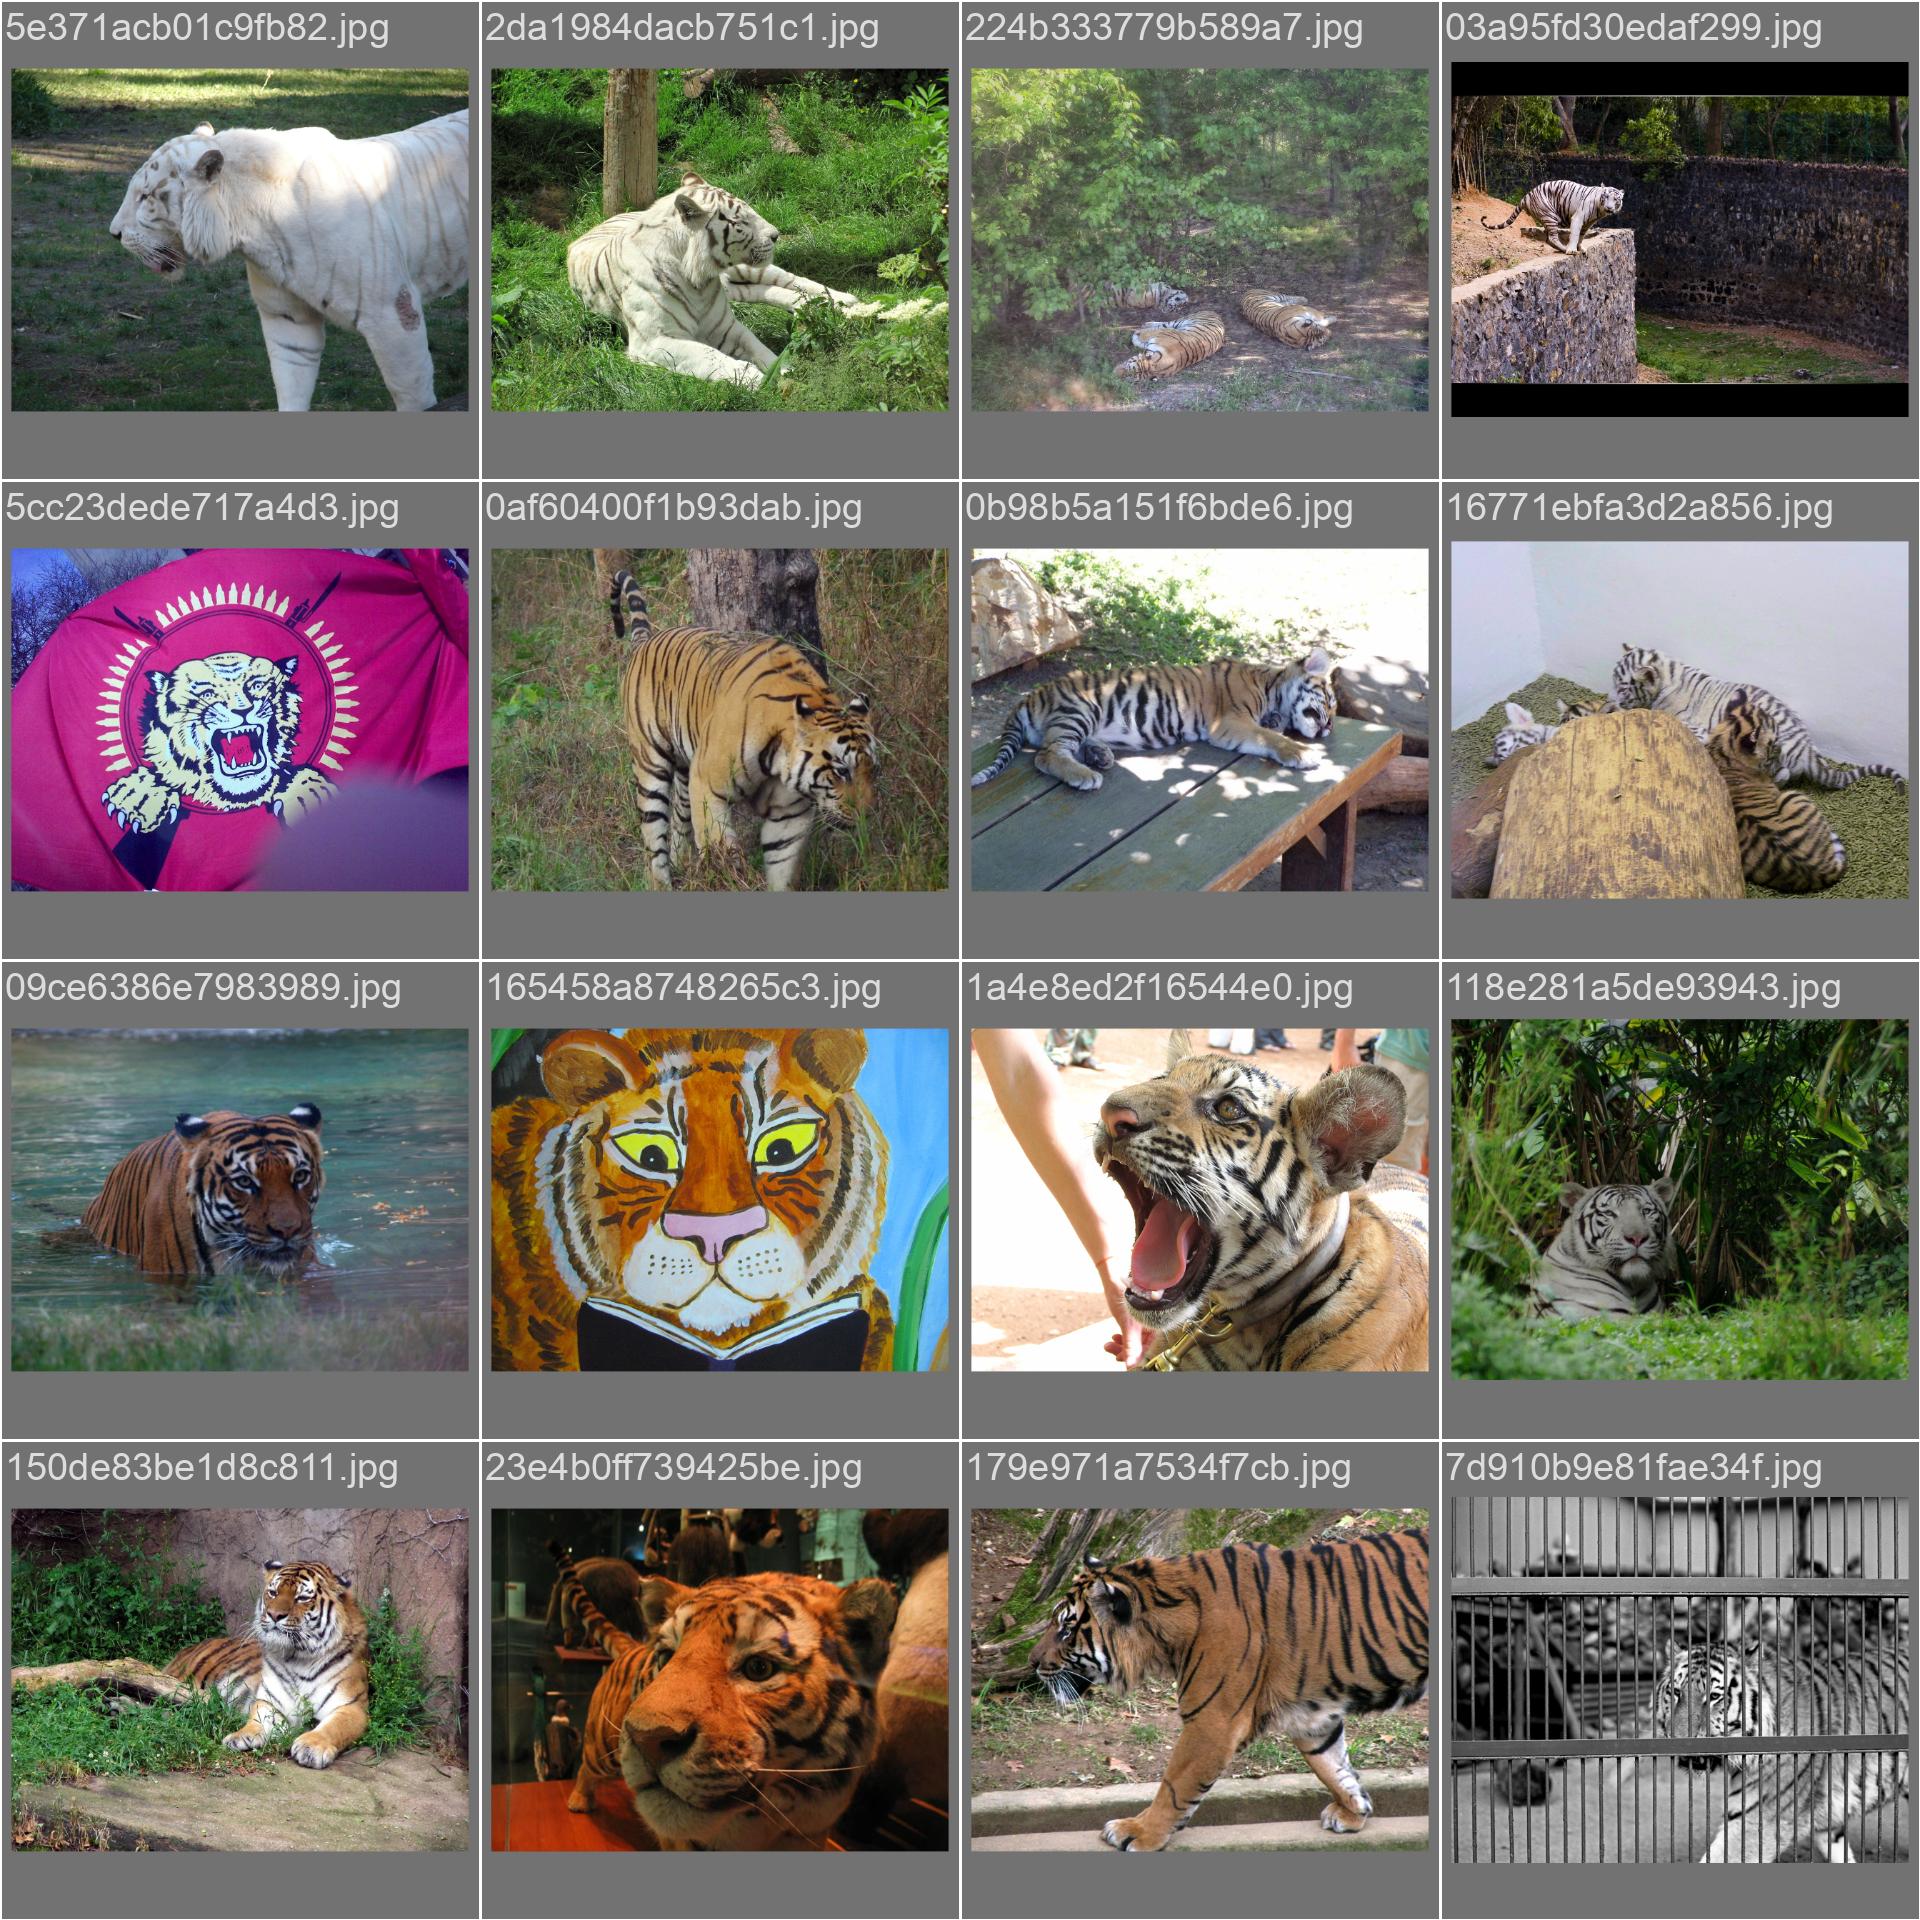 5e371acb01c9fb82.jpg
2da1984dacb751c1.jpg
224b333779b589a7.jpg
03a95fd30edaf299.jpg
5cc23dede717a4d3.jpg
0af60400f1b93dab.jpg
0b98b5a151f6bde6.jpg
16771ebfa3d2a856.jpg
09ce6386e7983989.jpg
165458a8748265c3.jpg
1a4e8ed2f16544e0.jpg
118e281a5de93943.jpg
150de83be1d8c811.jpg
23e4b0ff739425be.jpg
179e971a7534f7cb.jpg
7d910b9e81fae34f.jpg